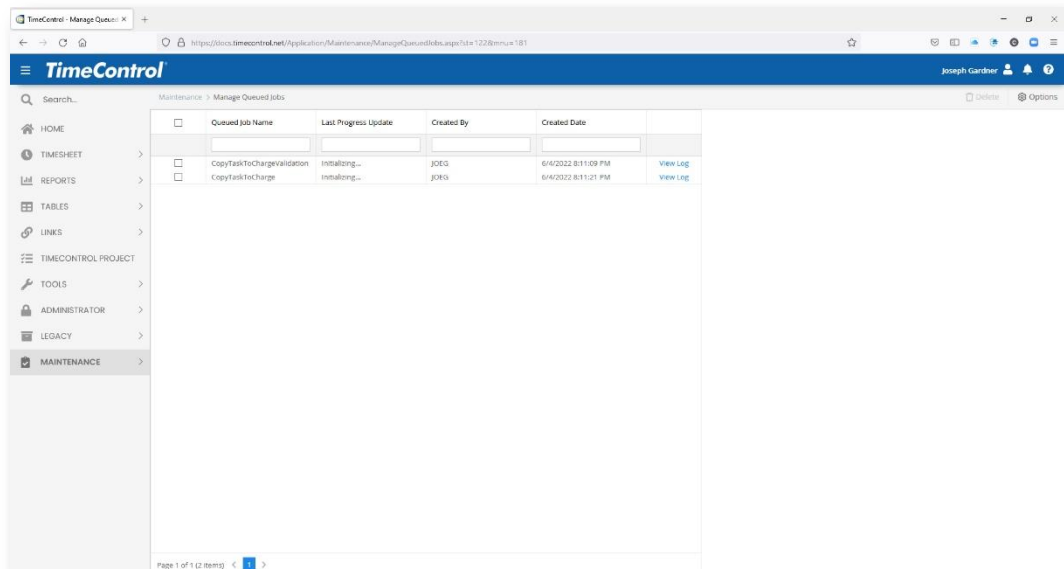 TimeControl - Manage Queued
https://docs.timecontrol.net/Application/Maintenance/ManageQueuedJobs.aspx?st=122&mnu=181
TimeControl
Joseph Gardner
Search...
Maintenance > Manage Queued Jobs
Delete
Options
HOME
TIMESHEET
REPORTS
TABLES
LINKS
TIMECONTROL PROJECT
TOOLS
ADMINISTRATOR
LEGACY
MAINTENANCE
Queued Job Name Last Progress Update Created By Created Date
CopyTaskToChargeValidation Initializing... JOEG 6/4/2022 8:11:09 PM View Log
CopyTaskToCharge Initializing... JOEG 6/4/2022 8:11:21 PM View Log
Page 1 of 1 (2 items) < 1 >